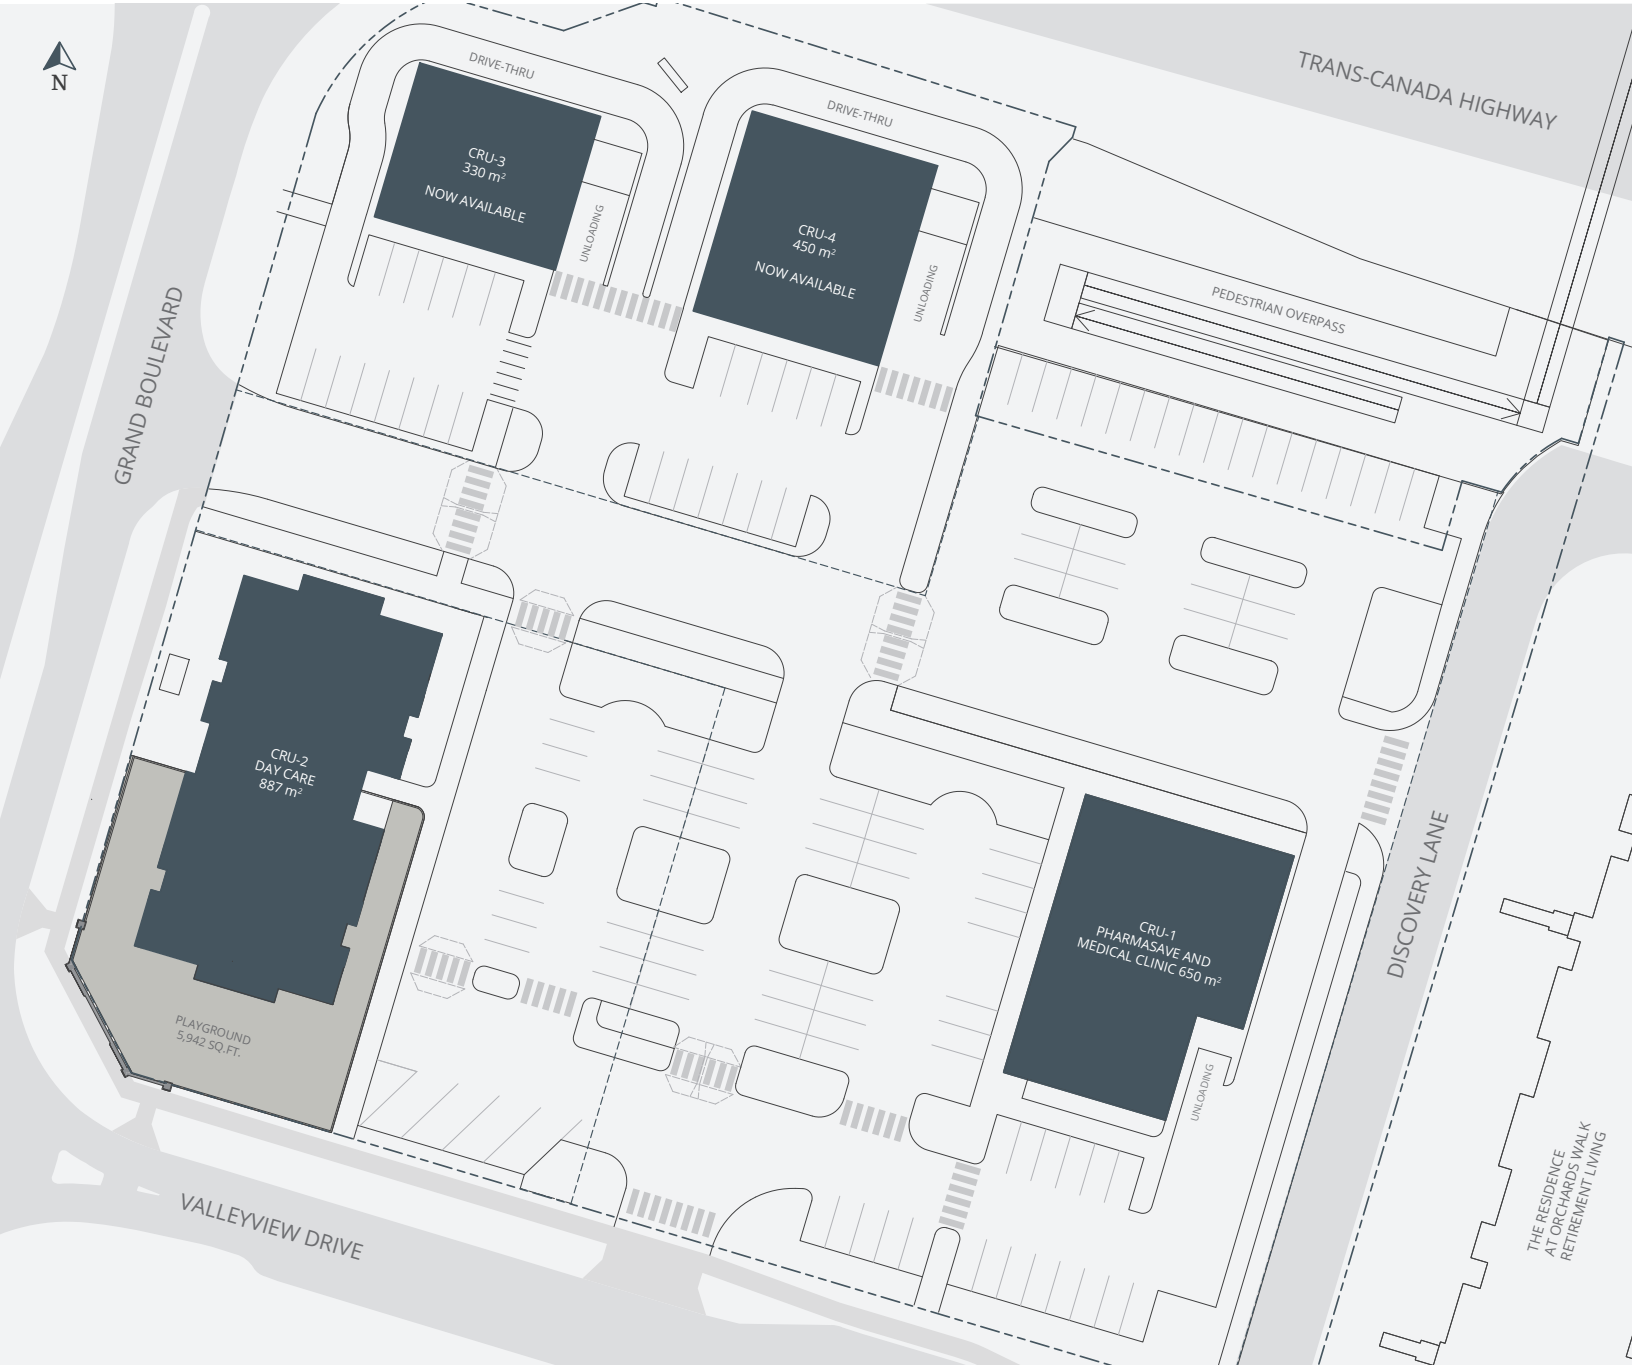 N
DRIVE-THRU
TRANS-CANADA HIGHWAY
DRIVE-THRU
CRU-3
330 m²
NOW AVAILABLE
UNLOADING
CRU-4
450 m²
NOW AVAILABLE
UNLOADING
PEDESTRIAN OVERPASS
GRAND BOULEVARD
CRU-2
DAY CARE
887 m²
DISCOVERY LANE
CRU-1
PHARMASAVE AND
MEDICAL CLINIC 650 m²
PLAYGROUND
5,942 SQ.FT.
UNLOADING
THE RESIDENCE
AT ORCHARDS WALK
RETIREMENT LIVING
VALLEYVIEW DRIVE